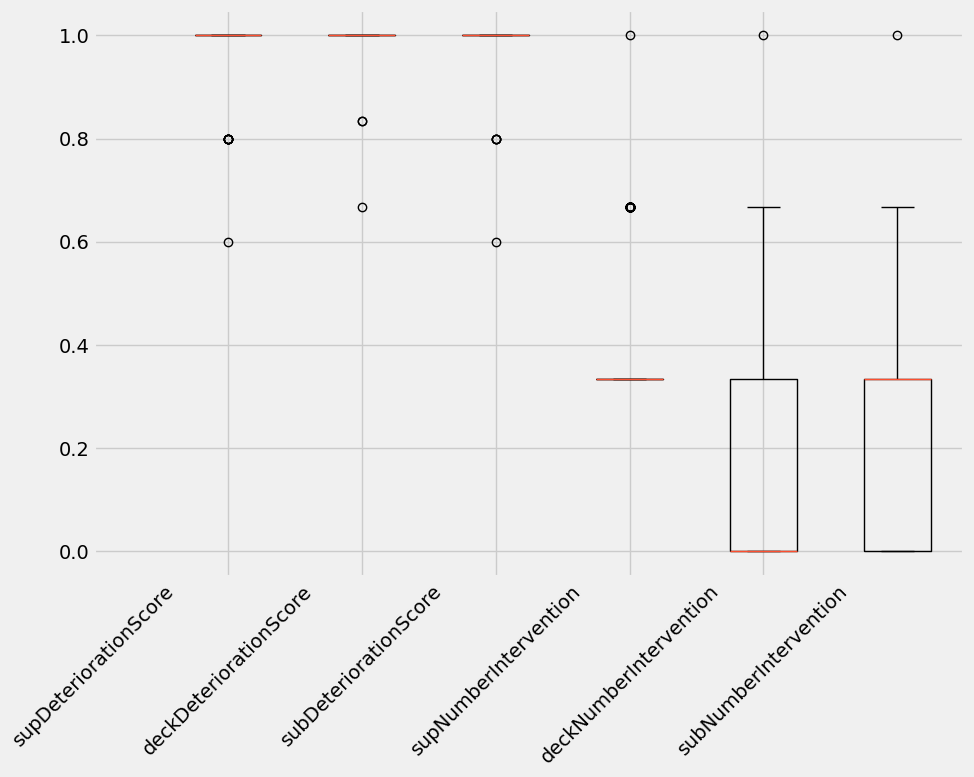 1.0
0.8
0.6
0.4
0.2
0.0
supDeteriorationScore
deckDeteriorationScore
subDeteriorationScore
supNumberIntervention
deckNumberIntervention
subNumberIntervention